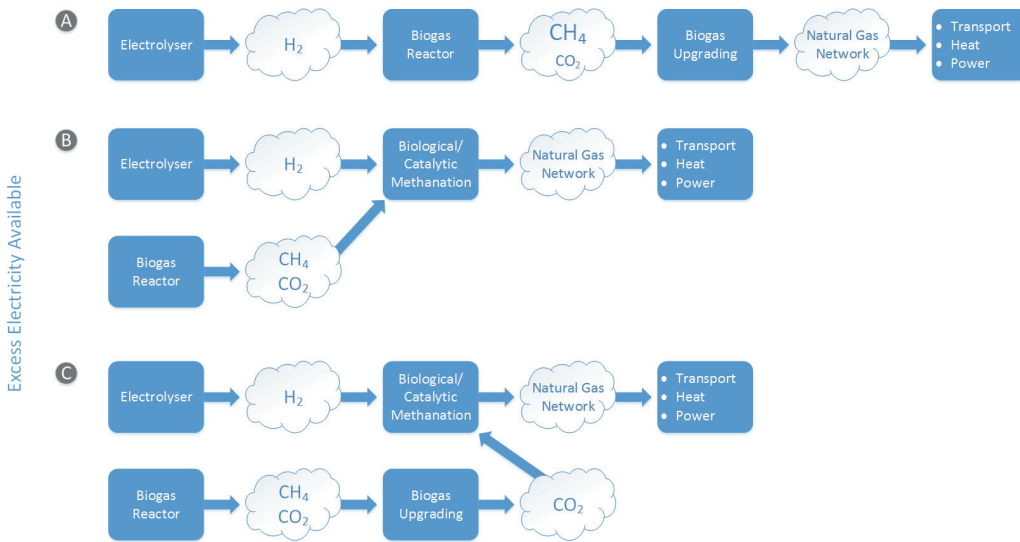 Excess Electricity Available
A
Electrolyser
H₂
Biogas
Reactor
CH₄
CO₂
Biogas
Upgrading
Natural Gas
Network
• Transport
• Heat
• Power
B
Electrolyser
H₂
Biological/
Catalytic
Methanation
Natural Gas
Network
• Transport
• Heat
• Power
Biogas
Reactor
CH₄
CO₂
C
Electrolyser
H₂
Biological/
Catalytic
Methanation
Natural Gas
Network
• Transport
• Heat
• Power
Biogas
Reactor
CH₄
CO₂
Biogas
Upgrading
CO₂